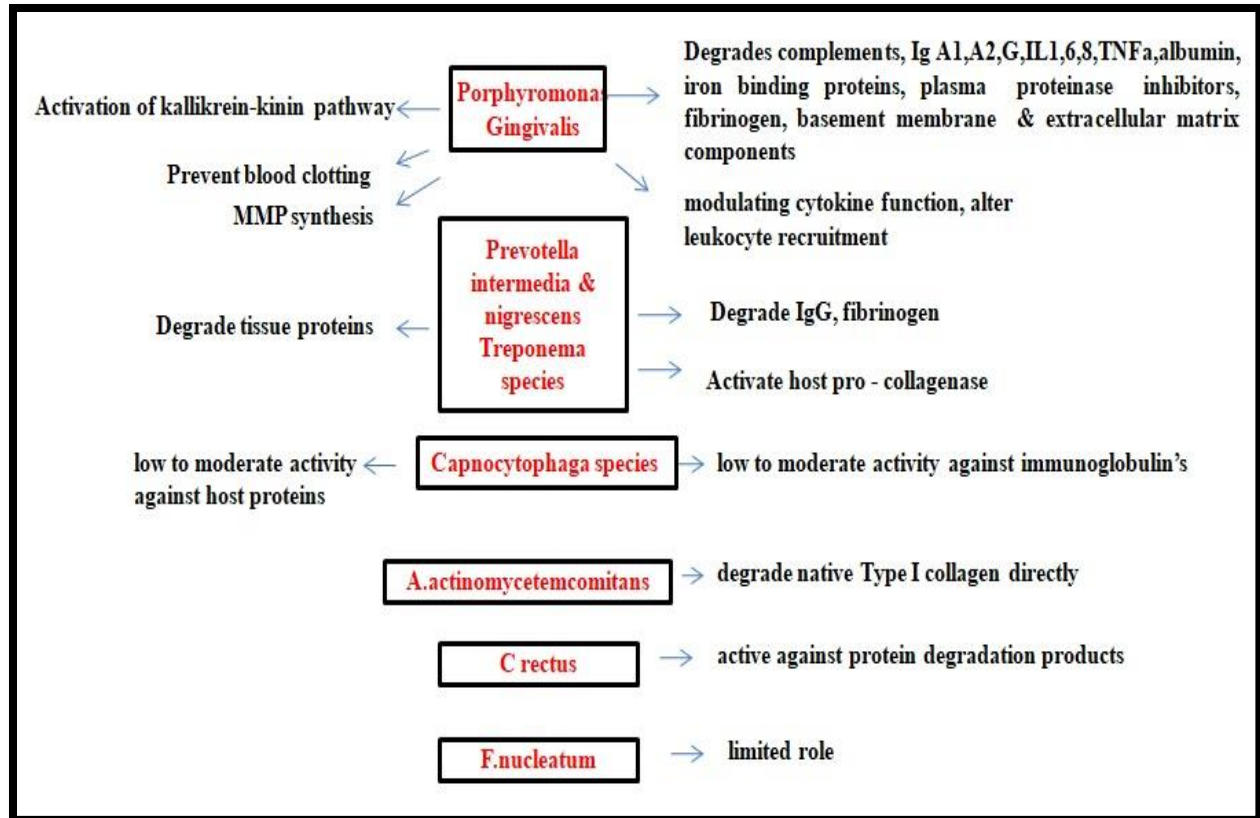 Porphyromonas
Gingivalis
Activation of kallikrein-kinin pathway
Prevent blood clotting
MMP synthesis
Degrades complements, Ig A1,A2,G,IL1,6,8,TNFa,albumin,
iron binding proteins, plasma proteinase inhibitors,
fibrinogen, basement membrane & extracellular matrix
components
modulating cytokine function, alter
leukocyte recruitment
Prevotella
intermedia &
nigrescens
Treponema
species
Degrade tissue proteins
Degrade IgG, fibrinogen
Activate host pro - collagenase
Capnocytophaga species
low to moderate activity
against host proteins
low to moderate activity against immunoglobulin’s
A.actinomycetemcomitans
degrade native Type I collagen directly
C rectus
active against protein degradation products
F.nucleatum
limited role